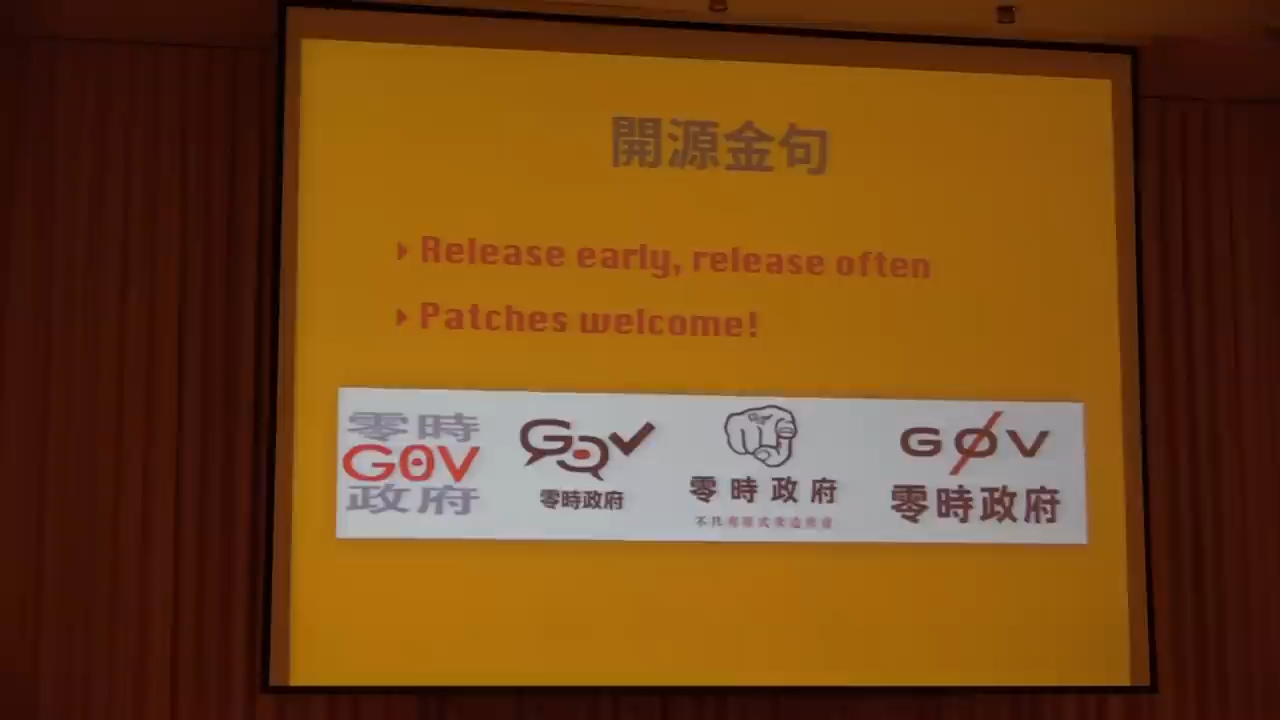 開源金句
Release early, release often
Patches welcome!
零時
G0V
政府
GOV
零時政府
零時政府
GØV
零時政府